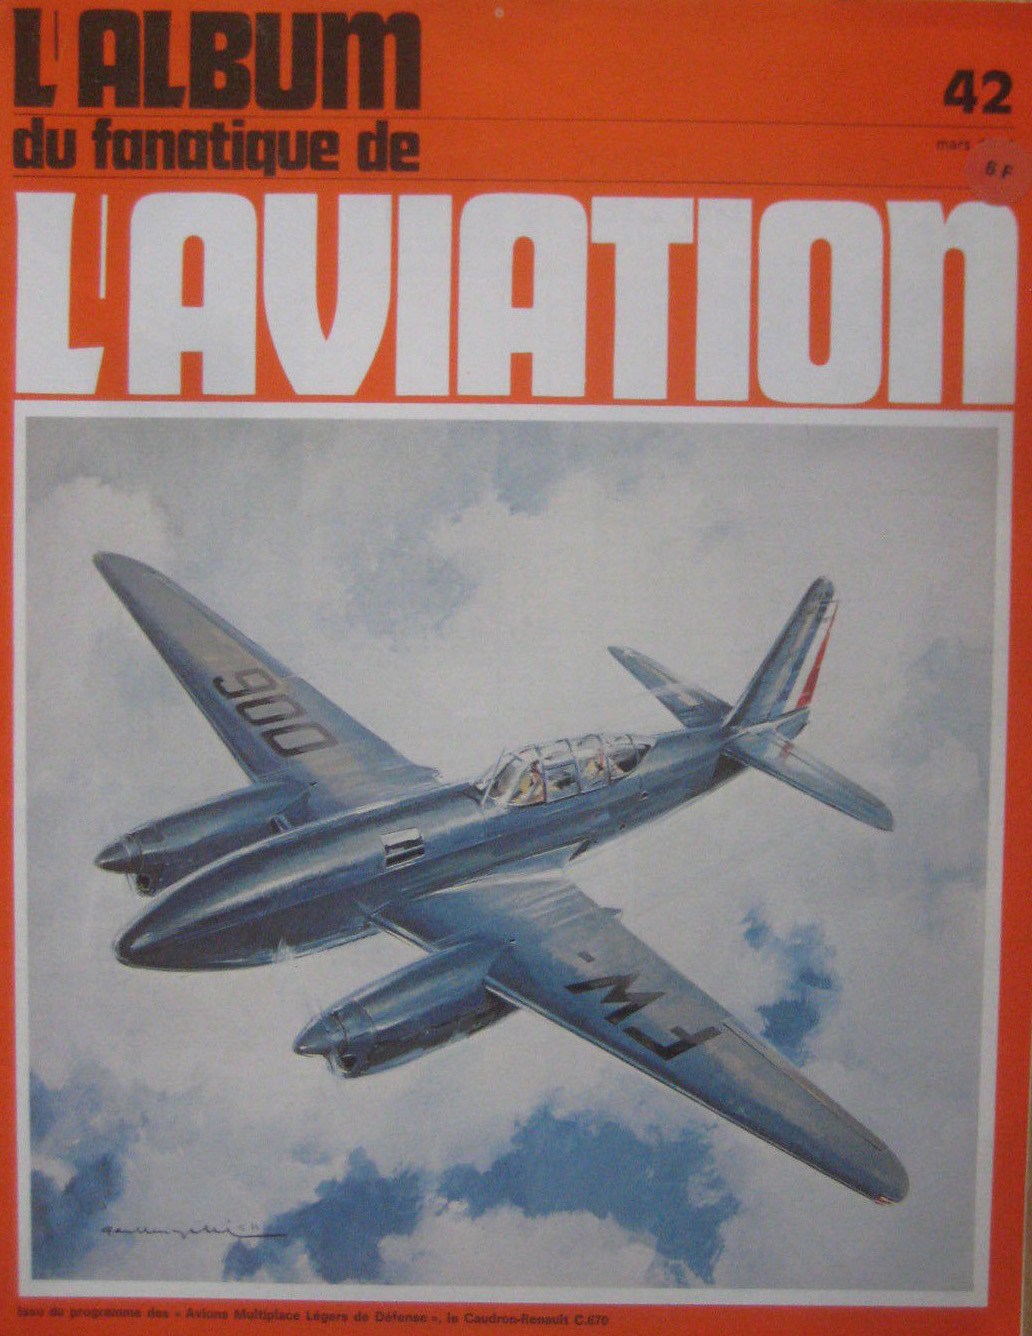 L'ALBUM
du fanatique de
42
mars
6 F
L'AVIATION
900
F-W.
Issu du programme des « Avions Multiplace Légers de Défense », le Caudron-Renault C.670